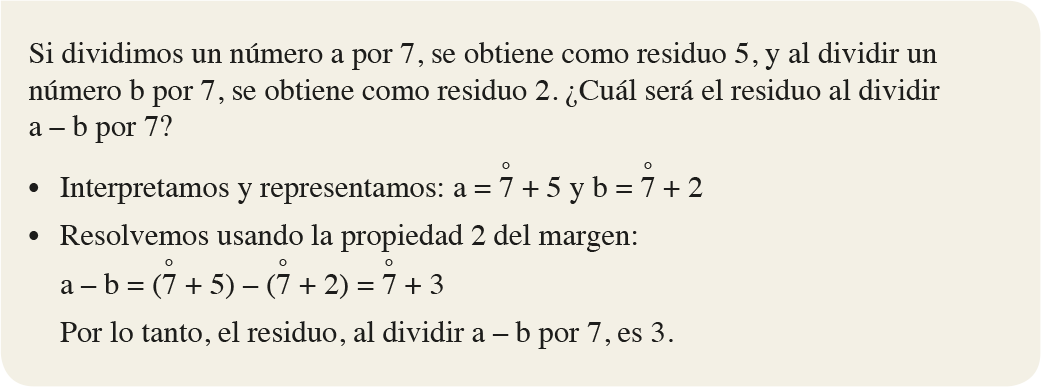 Si dividimos un número a por 7, se obtiene como residuo 5, y al dividir un
número b por 7, se obtiene como residuo 2. ¿Cuál será el residuo al dividir
a – b por 7?
• Interpretamos y representamos: a = 7̊ + 5 y b = 7̊ + 2
• Resolvemos usando la propiedad 2 del margen:
a – b = (7̊ + 5) – (7̊ + 2) = 7̊ + 3
Por lo tanto, el residuo, al dividir a – b por 7, es 3.